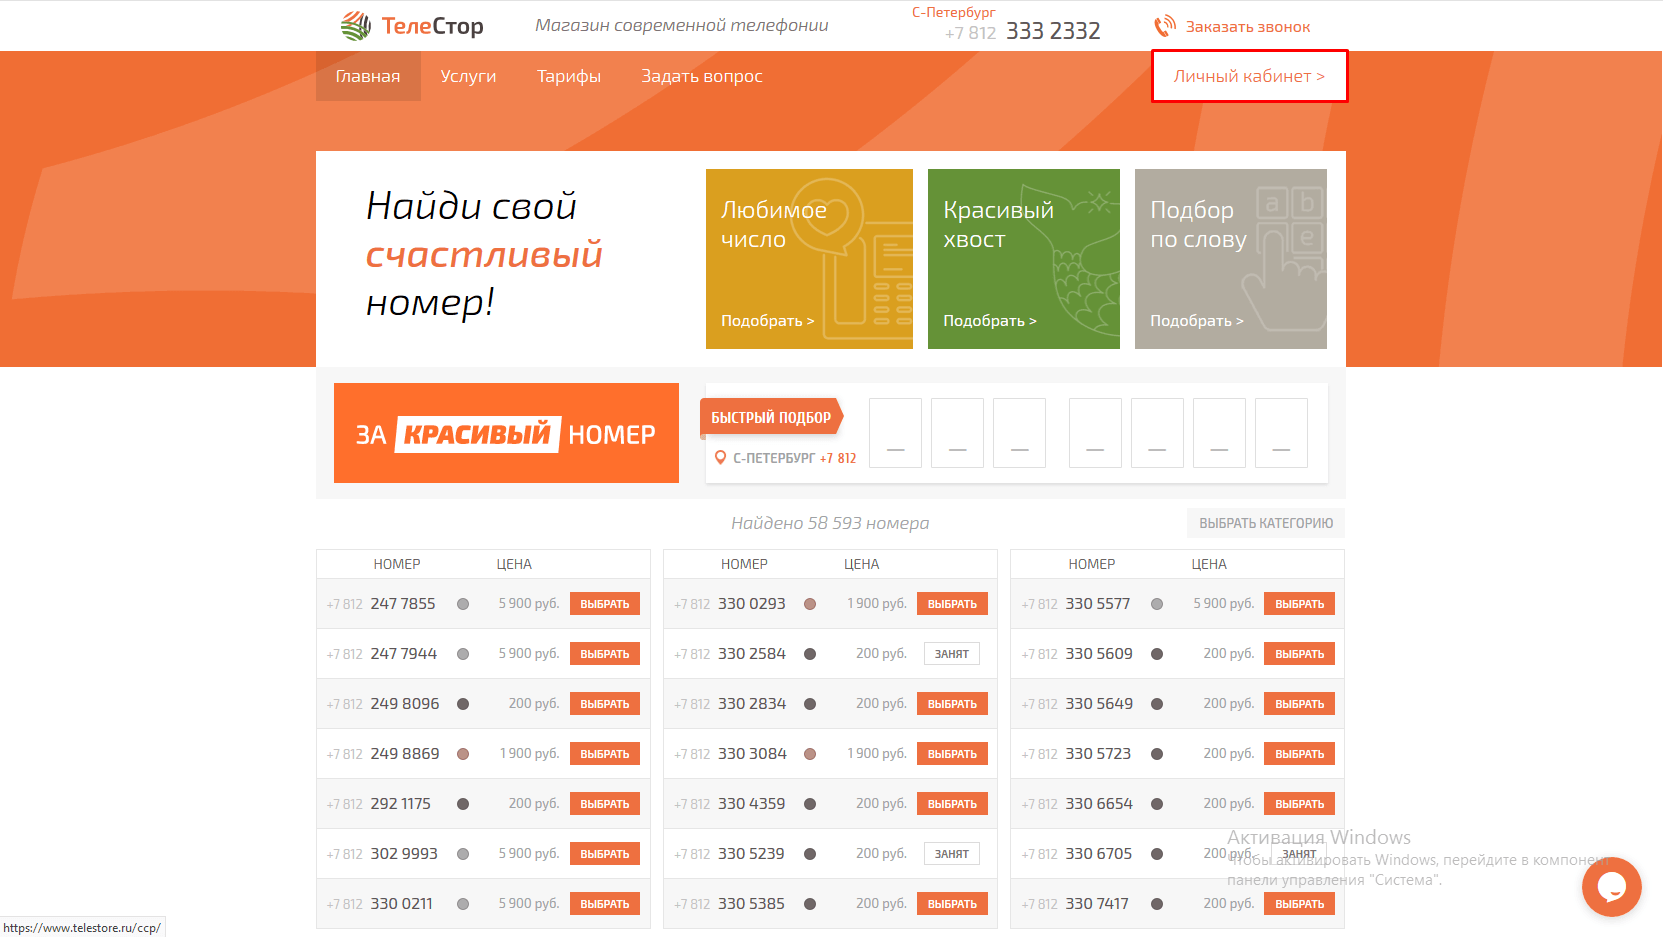 ТелеСтор
Магазин современной телефонии
С-Петербург
+7 812 333 2332
Заказать звонок
Главная
Услуги
Тарифы
Задать вопрос
Личный кабинет >
Найди свой
счастливый
номер!
Любимое
число
Подобрать >
Красивый
хвост
Подобрать >
Подбор
по слову
a b
e
Подобрать >
ЗА КРАСИВЫЙ НОМЕР
БЫСТРЫЙ ПОДБОР
С-ПЕТЕРБУРГ +7 812
Найдено 58 593 номера
ВЫБРАТЬ КАТЕГОРИЮ
НОМЕР ЦЕНА
+7 812 247 7855 5 900 руб. ВЫБРАТЬ
+7 812 247 7944 5 900 руб. ВЫБРАТЬ
+7 812 249 8096 200 руб. ВЫБРАТЬ
+7 812 249 8869 1 900 руб. ВЫБРАТЬ
+7 812 292 1175 200 руб. ВЫБРАТЬ
+7 812 302 9993 5 900 руб. ВЫБРАТЬ
+7 812 330 0211 5 900 руб. ВЫБРАТЬ
НОМЕР ЦЕНА
+7 812 330 0293 1 900 руб. ВЫБРАТЬ
+7 812 330 2584 200 руб. ЗАНЯТ
+7 812 330 2834 200 руб. ВЫБРАТЬ
+7 812 330 3084 1 900 руб. ВЫБРАТЬ
+7 812 330 4359 200 руб. ВЫБРАТЬ
+7 812 330 5239 200 руб. ЗАНЯТ
+7 812 330 5385 200 руб. ВЫБРАТЬ
НОМЕР ЦЕНА
+7 812 330 5577 5 900 руб. ВЫБРАТЬ
+7 812 330 5609 200 руб. ВЫБРАТЬ
+7 812 330 5649 200 руб. ВЫБРАТЬ
+7 812 330 5723 200 руб. ВЫБРАТЬ
+7 812 330 6654 200 руб. ВЫБРАТЬ
+7 812 330 6705 200 руб. ЗАНЯТ
+7 812 330 7417 200 руб. ВЫБРАТЬ
Активация Windows
Чтобы активировать Windows, перейдите в компонент
панели управления "Система".
https://www.telestore.ru/ccp/